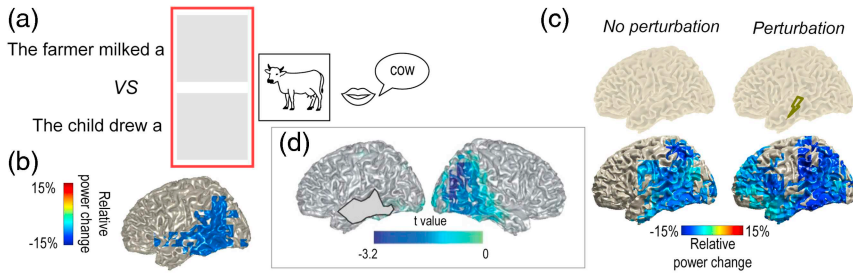 (a)
The farmer milked a
VS
The child drew a
COW
(b)
15%
-15%
Relative
power change
(d)
t value
-3.2
0
(c)
No perturbation
Perturbation
-15%
15%
Relative
power change